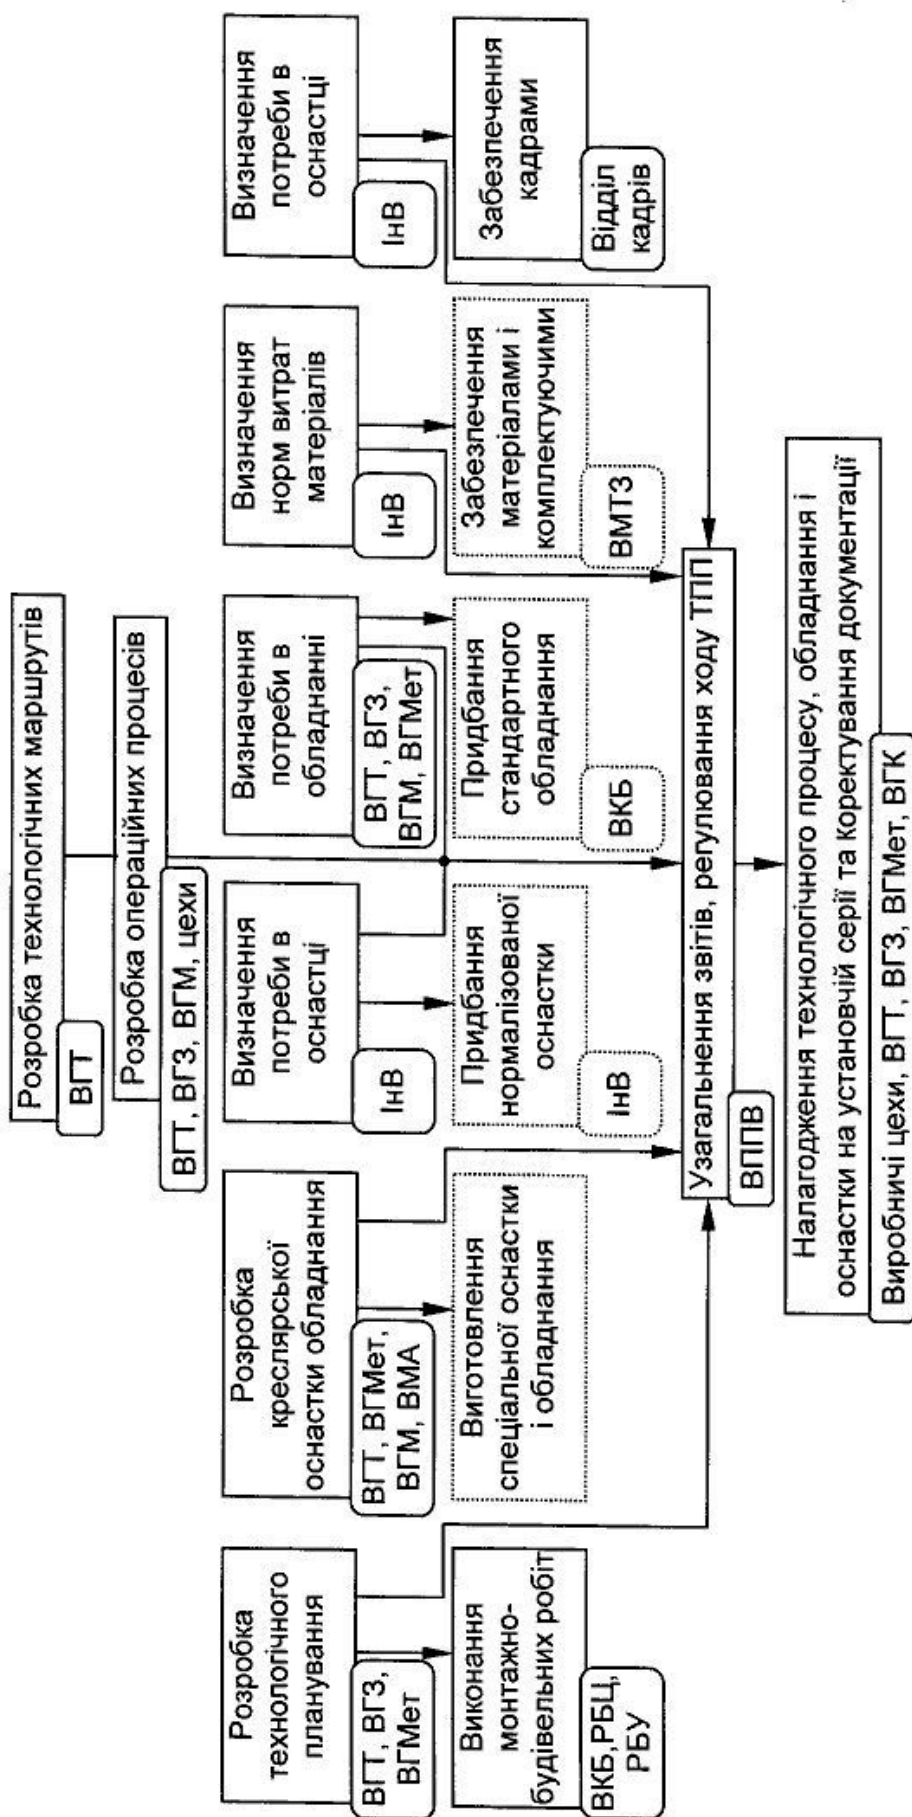 Розробка технологічних маршрутів
ВГТ
Розробка операційних процесів
ВГТ, ВГЗ, ВГМ, цехи
Розробка
технологічного
планування
ВГТ, ВГЗ,
ВГМет
Розробка
креслярської
оснастки обладнання
ВГТ, ВГМет,
ВГМ, ВМА
Визначення
потреби в
оснастці
ІнВ
Визначення
потреби в
обладнанні
ВГТ, ВГЗ,
ВГМ, ВГМет
Визначення
норм витрат
матеріалів
ІнВ
Визначення
потреби в
оснастці
ІнВ
Виконання
монтажно-
будівельних робіт
ВКБ,РБЦ,
РБУ
Виготовлення
спеціальної оснастки
і обладнання
Придбання
нормалізованої
оснастки
ІнВ
Придбання
стандартного
обладнання
ВКБ
Забезпечення
матеріалами і
комплектуючими
ВМТЗ
Забезпечення
кадрами
Відділ
кадрів
Узагальнення звітів, регулювання ходу ТПП
ВППВ
Налагодження технологічного процесу, обладнання і
оснастки на установчій серії та Коректування документації
Виробничі цехи, ВГТ, ВГЗ, ВГМет, ВГК